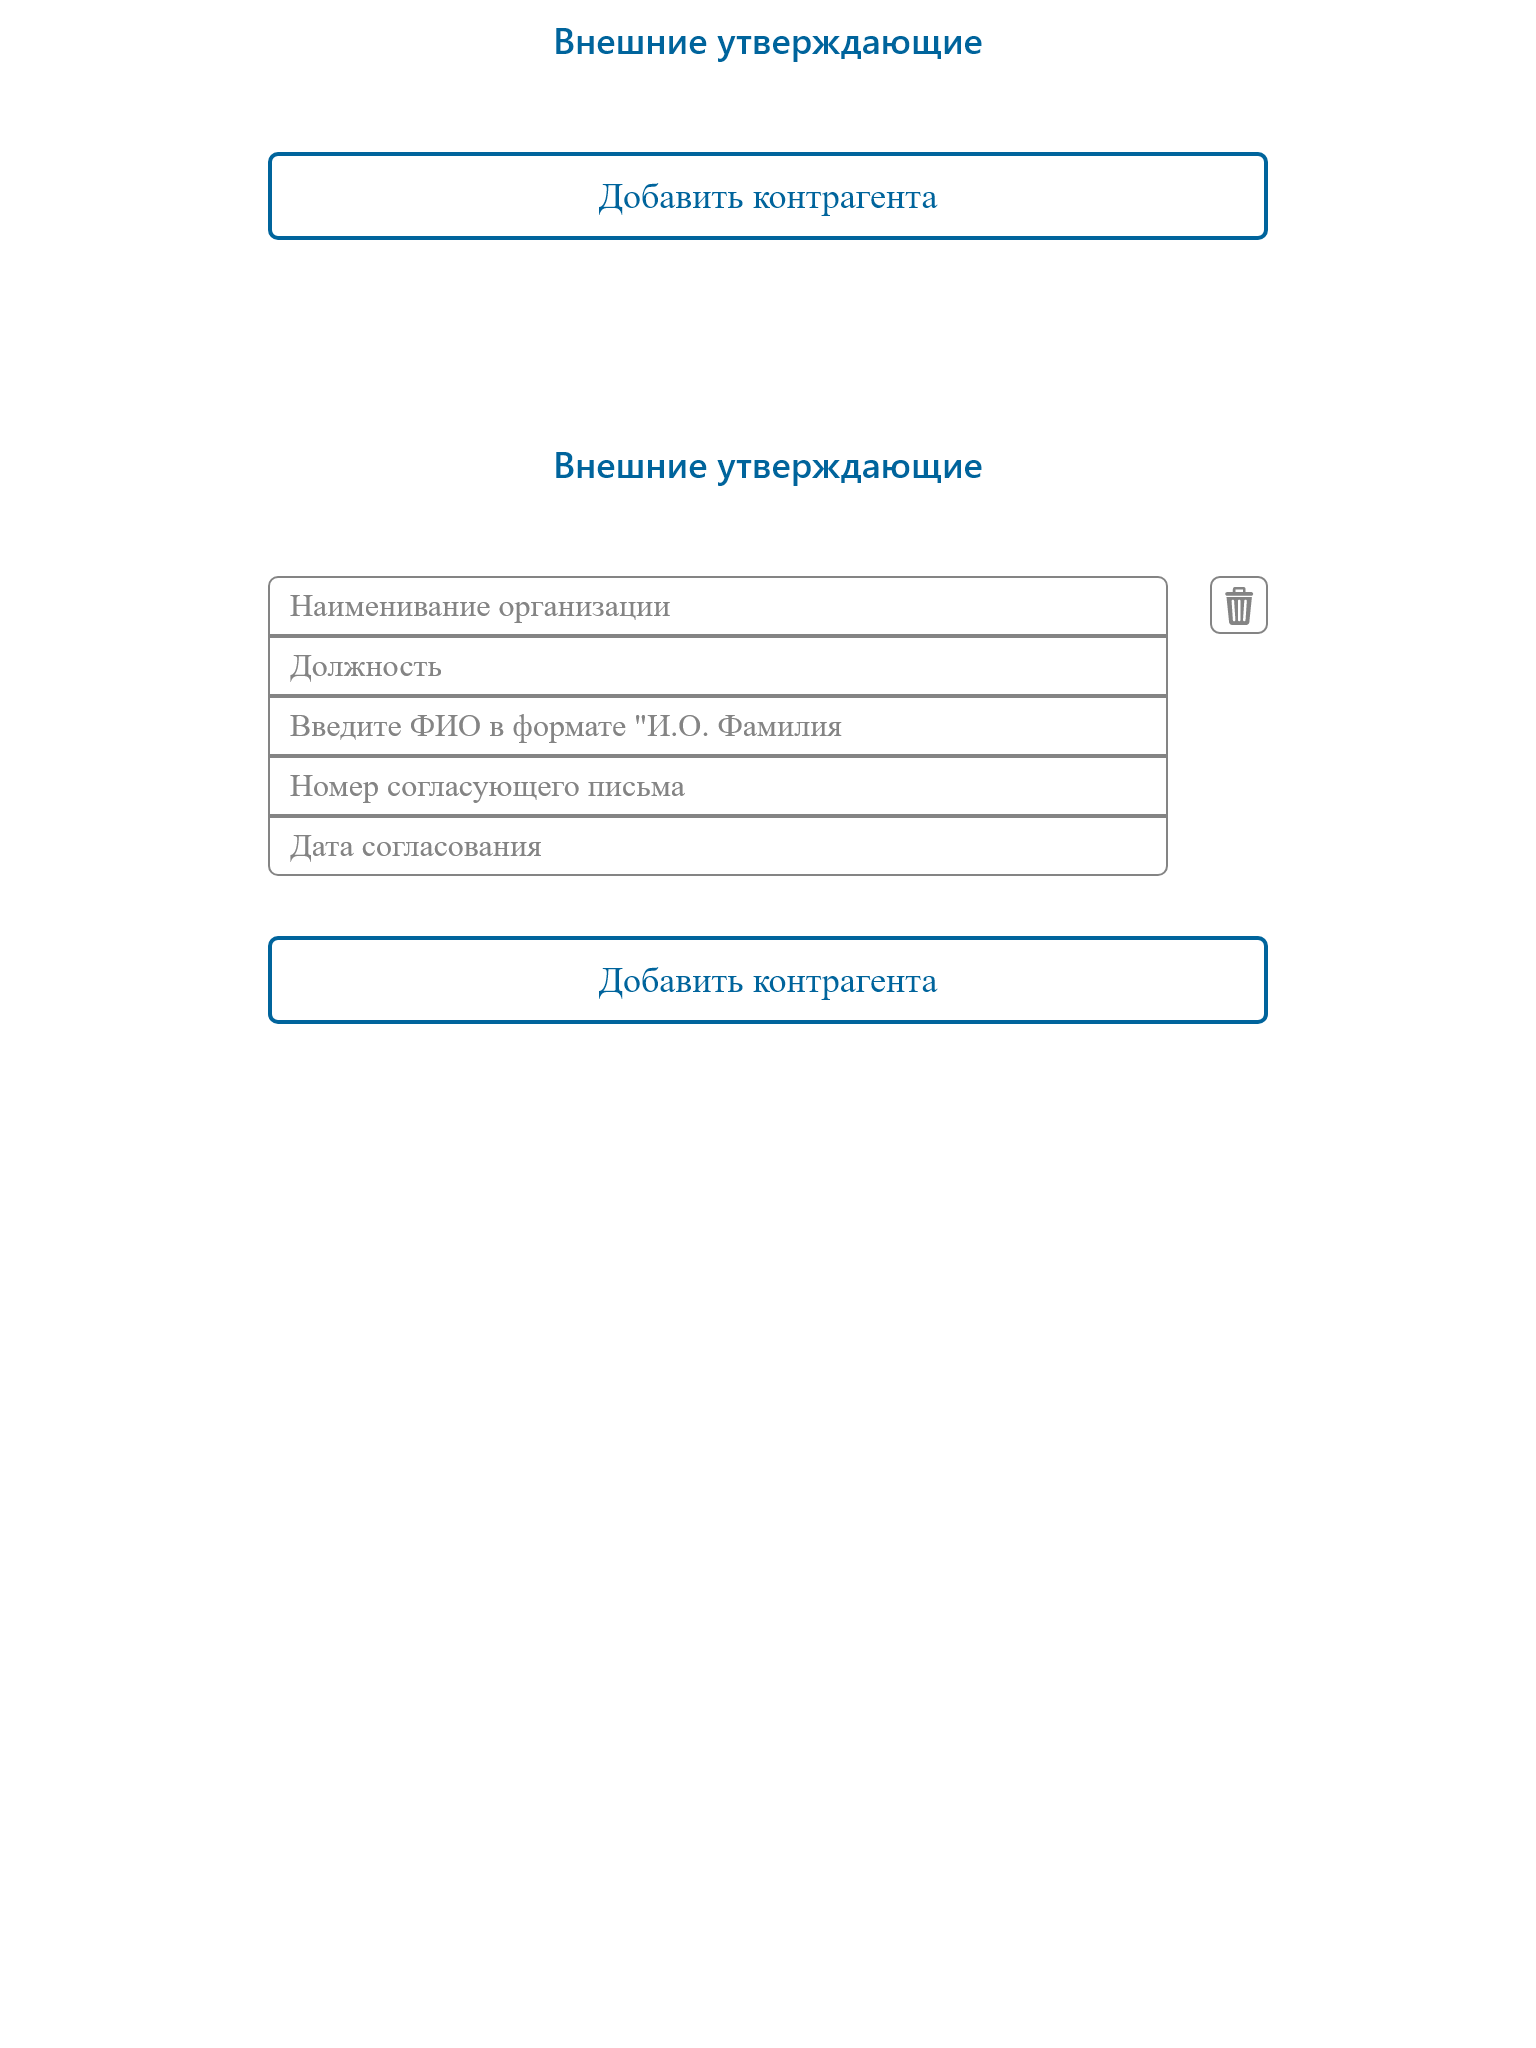 Внешние утверждающие
Добавить контрагента
Внешние утверждающие
Наименивание организации
Должность
Введите ФИО в формате "И.О. Фамилия
Номер согласующего письма
Дата согласования
Добавить контрагента